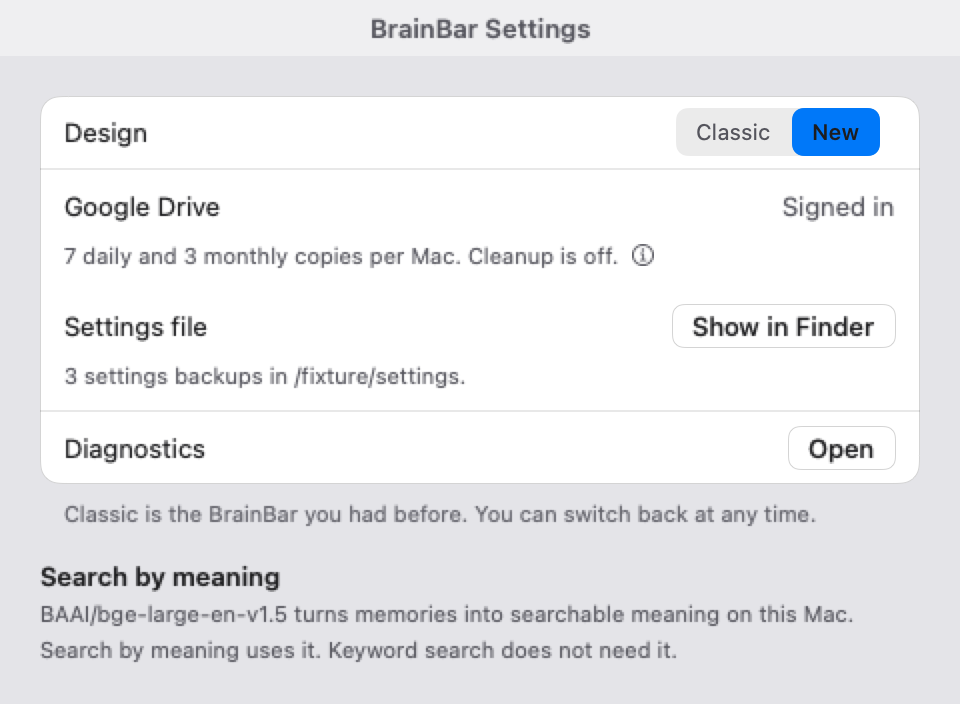 BrainBar Settings
Design
Classic
New
Google Drive
Signed in
7 daily and 3 monthly copies per Mac. Cleanup is off.
Settings file
Show in Finder
3 settings backups in /fixture/settings.
Diagnostics
Open
Classic is the BrainBar you had before. You can switch back at any time.
Search by meaning
BAAI/bge-large-en-v1.5 turns memories into searchable meaning on this Mac.
Search by meaning uses it. Keyword search does not need it.